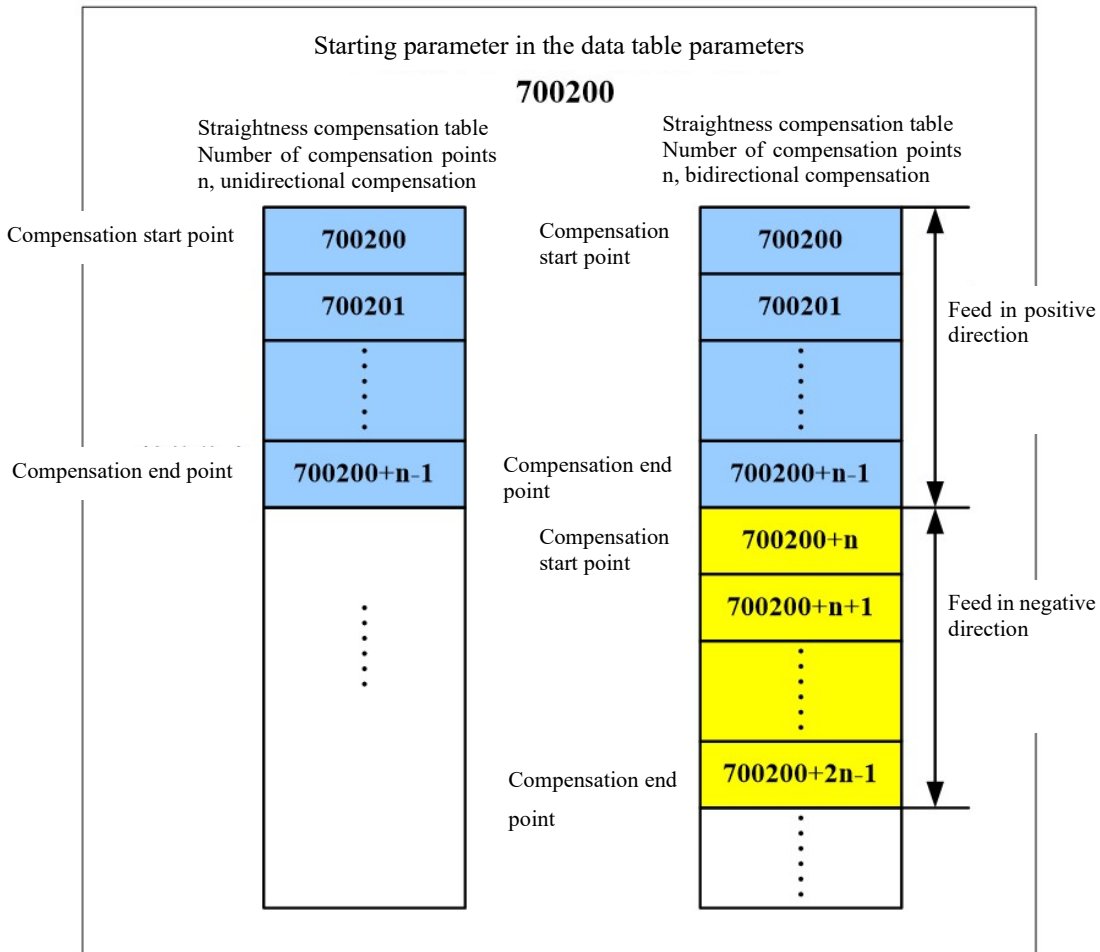 Starting parameter in the data table parameters
700200
Straightness compensation table
Number of compensation points
n, unidirectional compensation
Compensation start point
700200
700201
Compensation end point
700200+n-1
Straightness compensation table
Number of compensation points
n, bidirectional compensation
Compensation
start point
700200
700201
Feed in positive
direction
Compensation end
point
700200+n-1
Compensation
start point
700200+n
700200+n+1
Feed in negative
direction
Compensation end
point
700200+2n-1